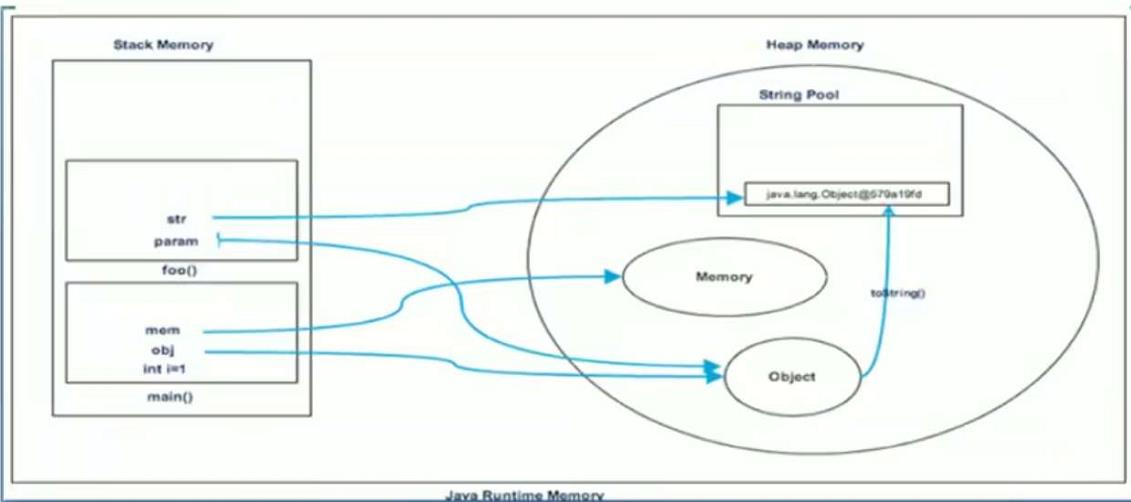 Stack Memory
Heap Memory
String Pool
java.lang.Object@579a19fd
str
param
foo()
Memory
toString()
mem
obj
int i=1
main()
Object
Java Runtime Memory